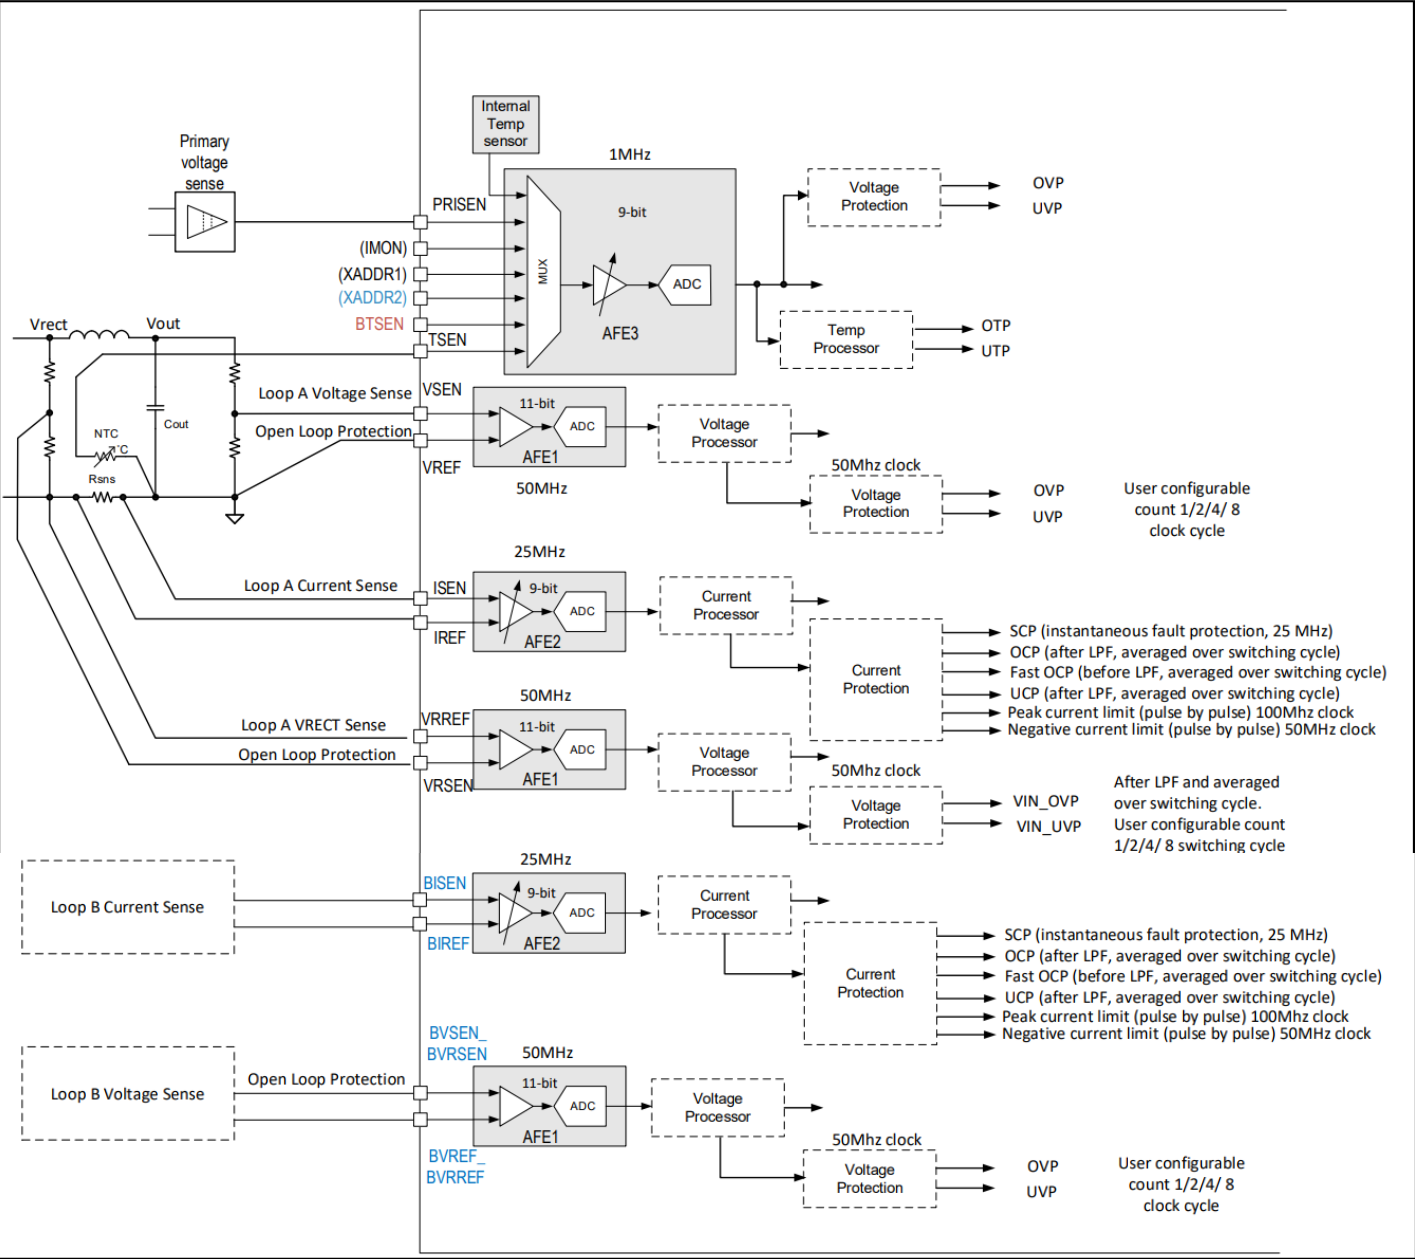 Internal
Temp
sensor
1MHz
Primary
voltage
sense
PRISEN
9-bit
Voltage
Protection
OVP
UVP
(IMON)
(XADDR1)
(XADDR2)
BTSEN
TSEN
MUX
ADC
AFE3
Temp
Processor
OTP
UTP
Vrect
Vout
Cout
NTC
°C
Rsns
Loop A Voltage Sense
VSEN
Open Loop Protection
VREF
11-bit
ADC
AFE1
50MHz
Voltage
Processor
50Mhz clock
Voltage
Protection
OVP
UVP
User configurable
count 1/2/4/ 8
clock cycle
25MHz
Loop A Current Sense
ISEN
IREF
9-bit
ADC
AFE2
Current
Processor
Current
Protection
SCP (instantaneous fault protection, 25 MHz)
OCP (after LPF, averaged over switching cycle)
Fast OCP (before LPF, averaged over switching cycle)
UCP (after LPF, averaged over switching cycle)
Peak current limit (pulse by pulse) 100Mhz clock
Negative current limit (pulse by pulse) 50MHz clock
50MHz
Loop A VRECT Sense
VRREF
Open Loop Protection
VRSEN
11-bit
ADC
AFE1
Voltage
Processor
50Mhz clock
Voltage
Protection
VIN_OVP
VIN_UVP
After LPF and averaged
over switching cycle.
User configurable count
1/2/4/ 8 switching cycle
25MHz
Loop B Current Sense
BISEN
BIREF
9-bit
ADC
AFE2
Current
Processor
Current
Protection
SCP (instantaneous fault protection, 25 MHz)
OCP (after LPF, averaged over switching cycle)
Fast OCP (before LPF, averaged over switching cycle)
UCP (after LPF, averaged over switching cycle)
Peak current limit (pulse by pulse) 100Mhz clock
Negative current limit (pulse by pulse) 50MHz clock
BVSEN_
BVRSEN
50MHz
Loop B Voltage Sense
Open Loop Protection
11-bit
ADC
AFE1
BVREF_
BVRREF
Voltage
Processor
50Mhz clock
Voltage
Protection
OVP
UVP
User configurable
count 1/2/4/ 8
clock cycle